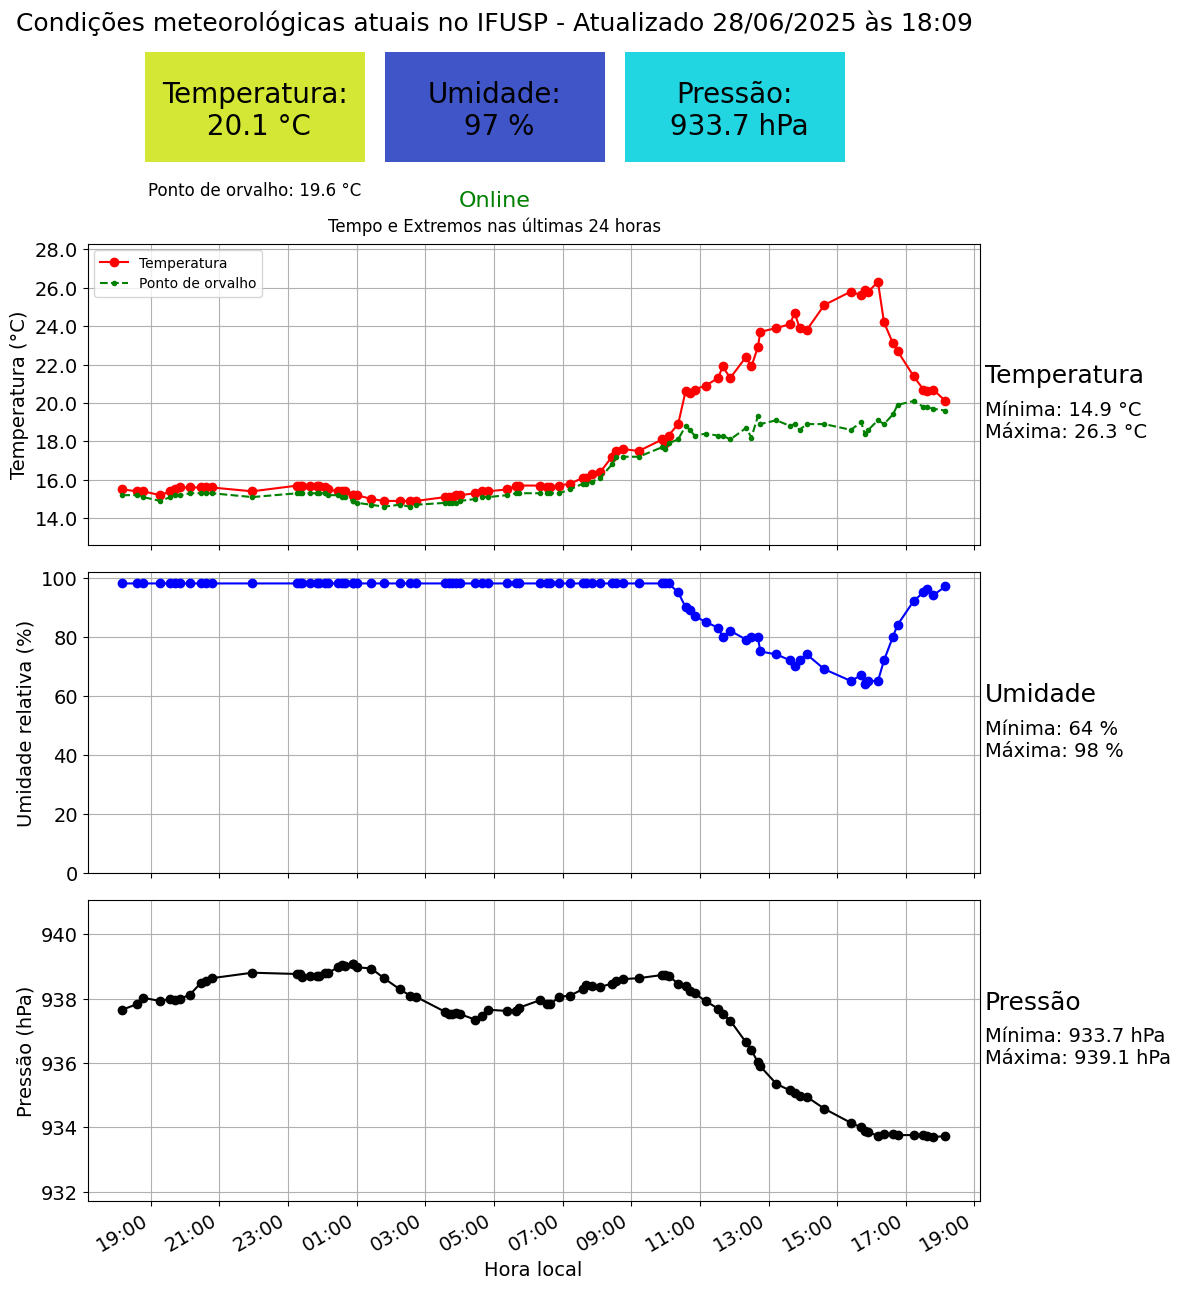 Condições meteorológicas atuais no IFUSP - Atualizado 28/06/2025 às 18:09
Temperatura:
20.1 °C
Umidade:
97 %
Pressão:
933.7 hPa
Ponto de orvalho: 19.6 °C
Online
Tempo e Extremos nas últimas 24 horas
Temperatura (°C)
28.0
26.0
24.0
22.0
20.0
18.0
16.0
14.0
Temperatura
Ponto de orvalho
Temperatura
Mínima: 14.9 °C
Máxima: 26.3 °C
Umidade relativa (%)
100
80
60
40
20
0
Umidade
Mínima: 64 %
Máxima: 98 %
Pressão (hPa)
940
938
936
934
932
Pressão
Mínima: 933.7 hPa
Máxima: 939.1 hPa
19:00
21:00
23:00
01:00
03:00
05:00
07:00
09:00
11:00
13:00
15:00
17:00
19:00
Hora local